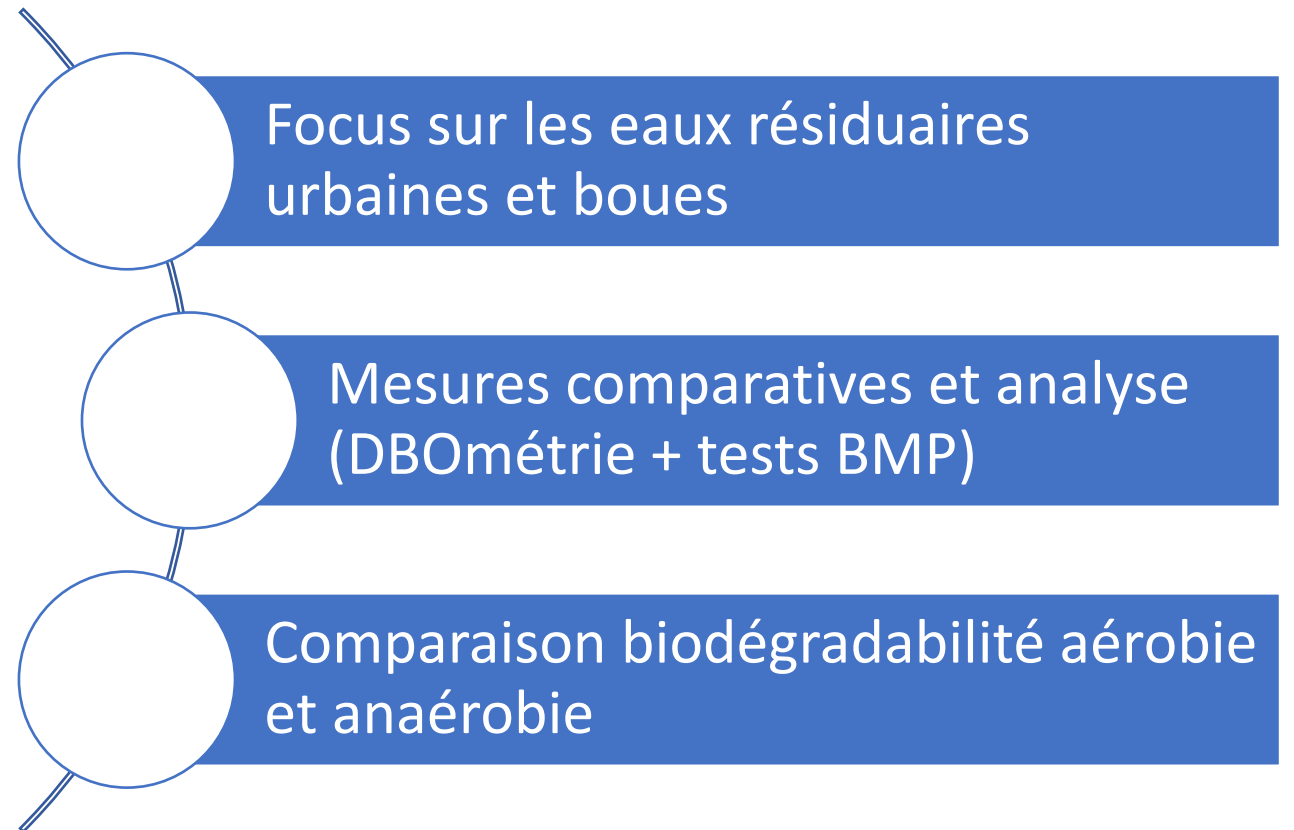 Focus sur les eaux résiduaires
urbaines et boues
Mesures comparatives et analyse
(DBOmétrie + tests BMP)
Comparaison biodégradabilité aérobie
et anaérobie